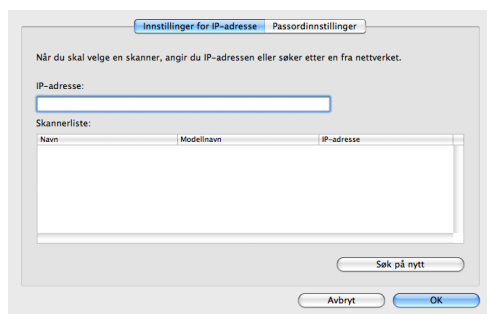 Innstillinger for IP-adresse Passordinnstillinger
Når du skal velge en skanner, angir du IP-adressen eller søker etter en fra nettverket.
IP-adresse:
Skannerliste:
Navn Modellnavn IP-adresse
Søk på nytt
Avbryt OK